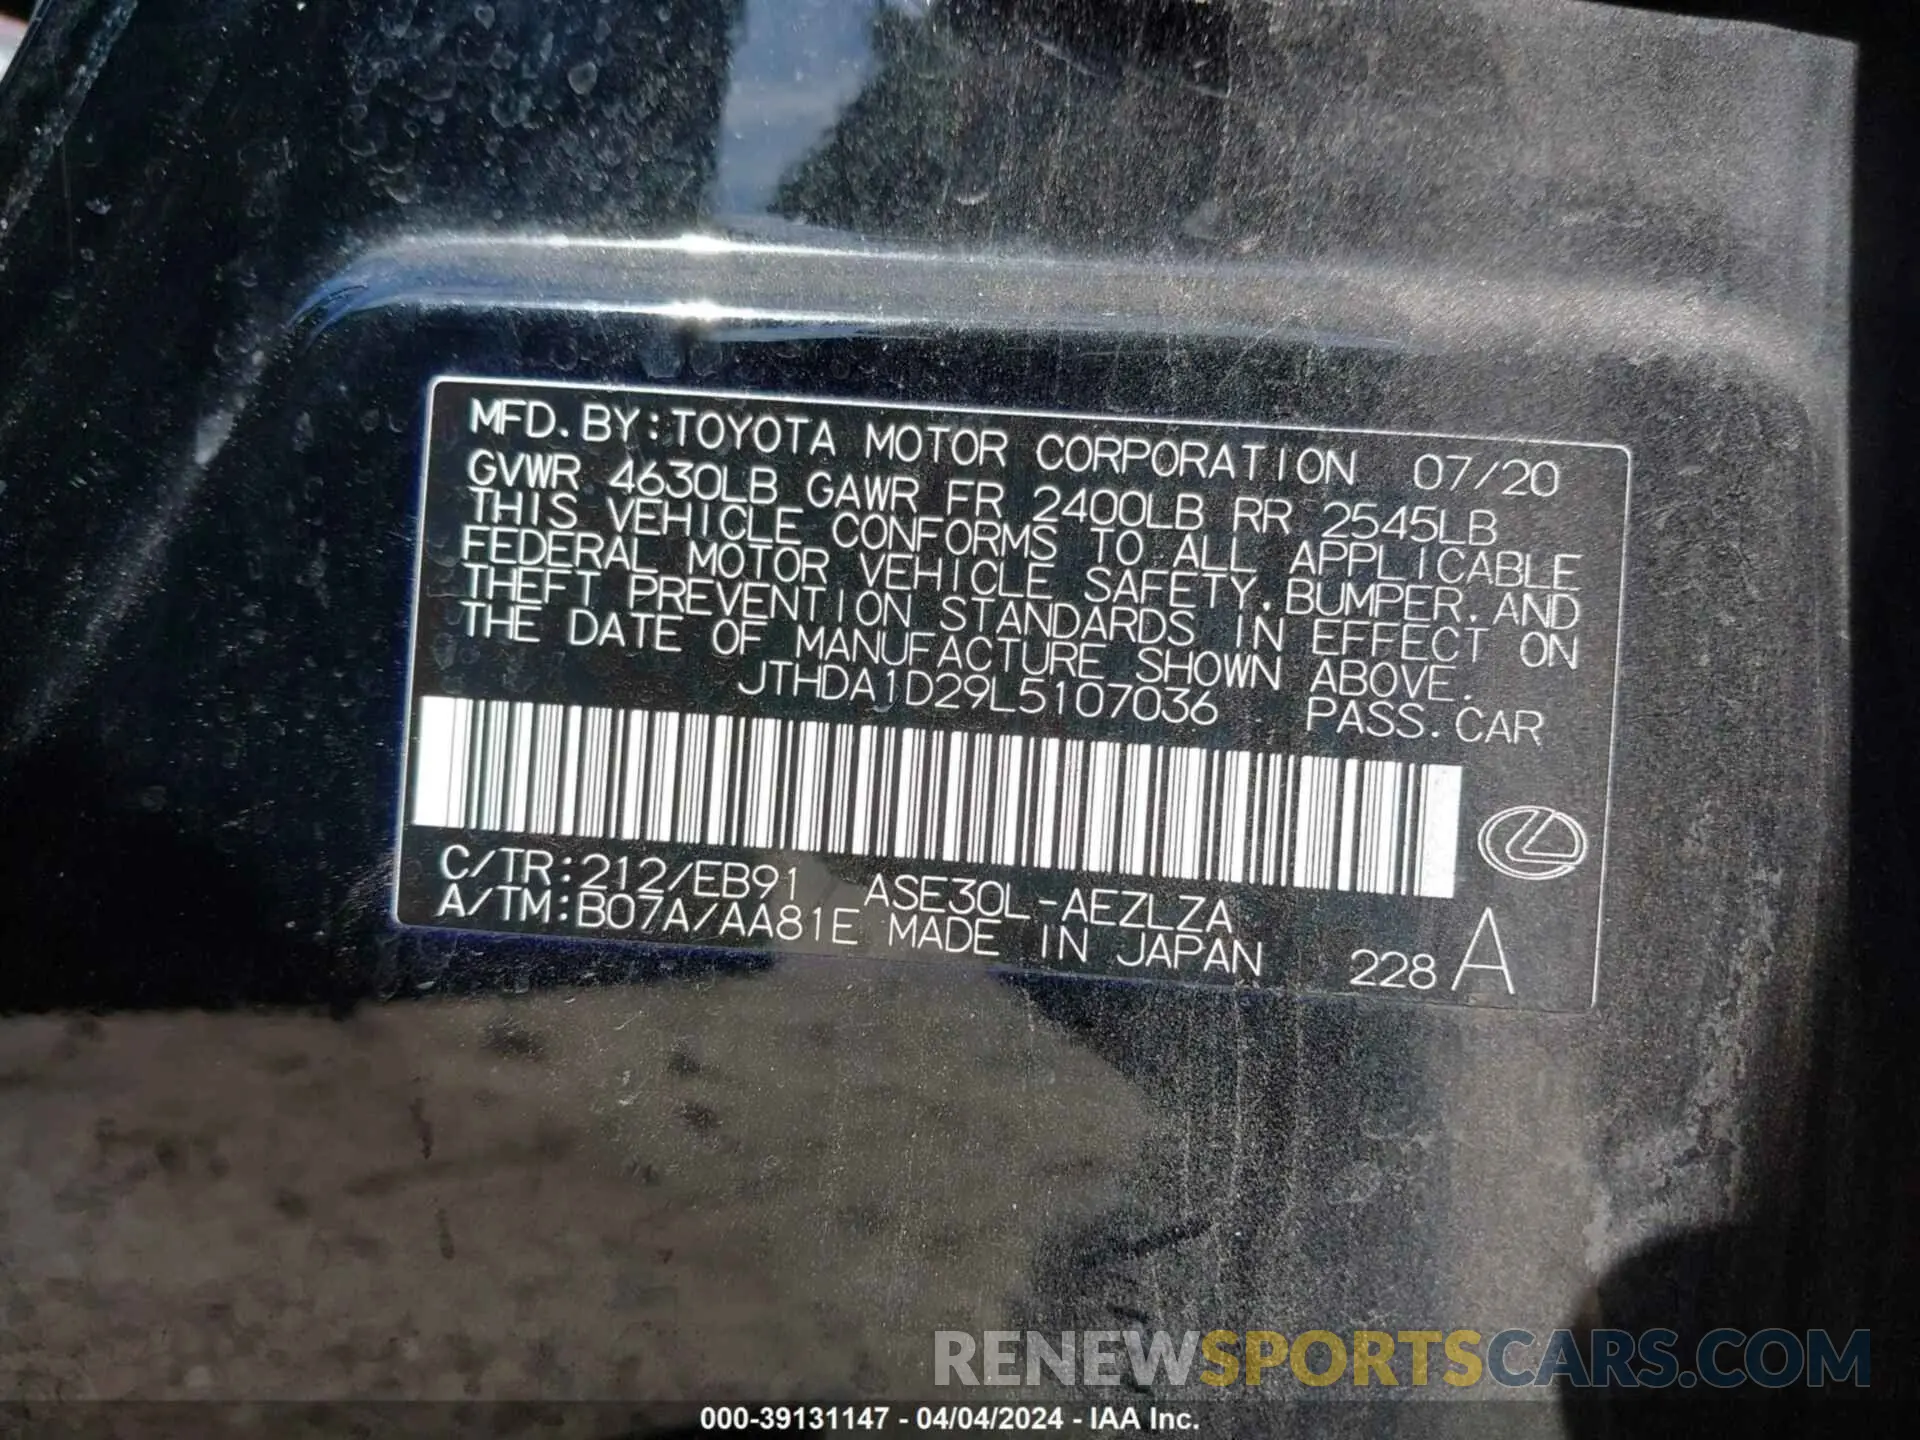 MFD.BY:TOYOTA MOTOR CORPORATION 07/20
GVWR 4630LB GAWR FR 2400LB RR 2545LB
THIS VEHICLE CONFORMS TO ALL APPLICABLE
FEDERAL MOTOR VEHICLE SAFETY,BUMPER,AND
THEFT PREVENTION STANDARDS IN EFFECT ON
THE DATE OF MANUFACTURE SHOWN ABOVE.
JTHDA1D29L5107036 PASS.CAR
C/TR:212/EB91 ASE30L-AEZLZA
A/TM:B07A/AA81E MADE IN JAPAN 228 A
RENEWSPORTSCARS.COM
000-39131147 - 04/04/2024 - IAA Inc.